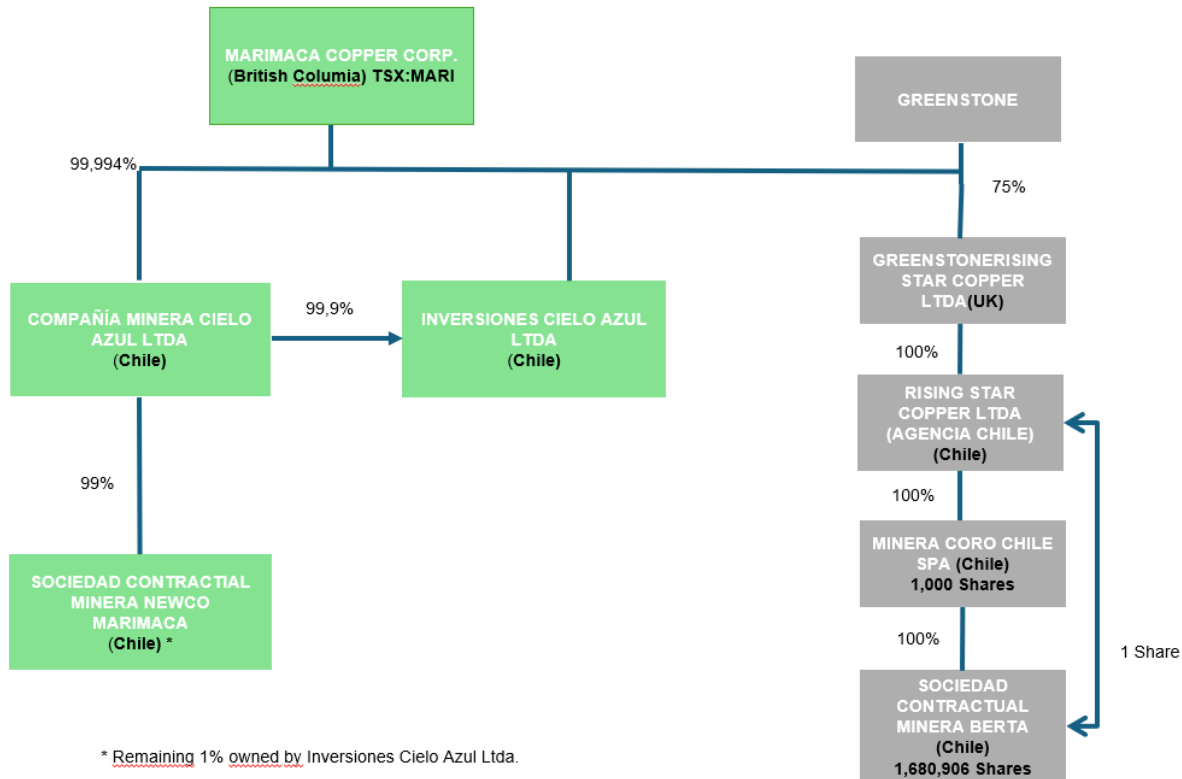 MARIMACA COPPER CORP.
(British Columia) TSX:MARI
GREENSTONE
99,994%
75%
GREENSTONERISING
STAR COPPER
LTDA(UK)
COMPAÑÍA MINERA CIELO
AZUL LTDA
(Chile)
99,9%
INVERSIONES CIELO AZUL
LTDA
(Chile)
100%
RISING STAR
COPPER LTDA
(AGENCIA CHILE)
(Chile)
99%
100%
MINERA CORO CHILE
SPA (Chile)
1,000 Shares
SOCIEDAD CONTRACTIAL
MINERA NEWCO
MARIMACA
(Chile) *
100%
1 Share
SOCIEDAD
CONTRACTUAL
MINERA BERTA
(Chile)
1,680,906 Shares
* Remaining 1% owned by Inversiones Cielo Azul Ltda.